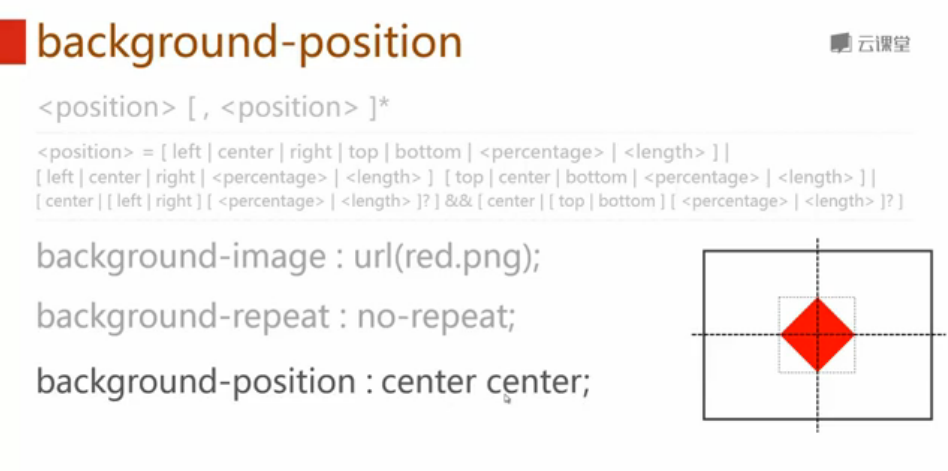 background-position
云课堂
<position> [ , <position> ]*
<position> = [ left | center | right | top | bottom | <percentage> | <length> ] |
[ left | center | right | <percentage> | <length> ] [ top | center | bottom | <percentage> | <length> ] |
[ center | [ left | right ] [ <percentage> | <length> ]? ] && [ center | [ top | bottom ] [ <percentage> | <length> ]? ]
background-image : url(red.png);
background-repeat : no-repeat;
background-position : center center;